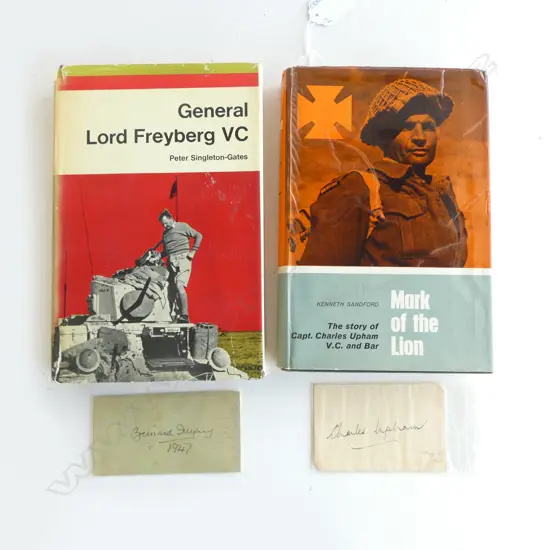 General
Lord Freyberg VC
Peter Singleton-Gates
KENNETH SANDFORD
Mark
of the
Lion
The story of
Capt. Charles Upham
V.C. and Bar
Bernard Freyberg
1947
Charles Upham